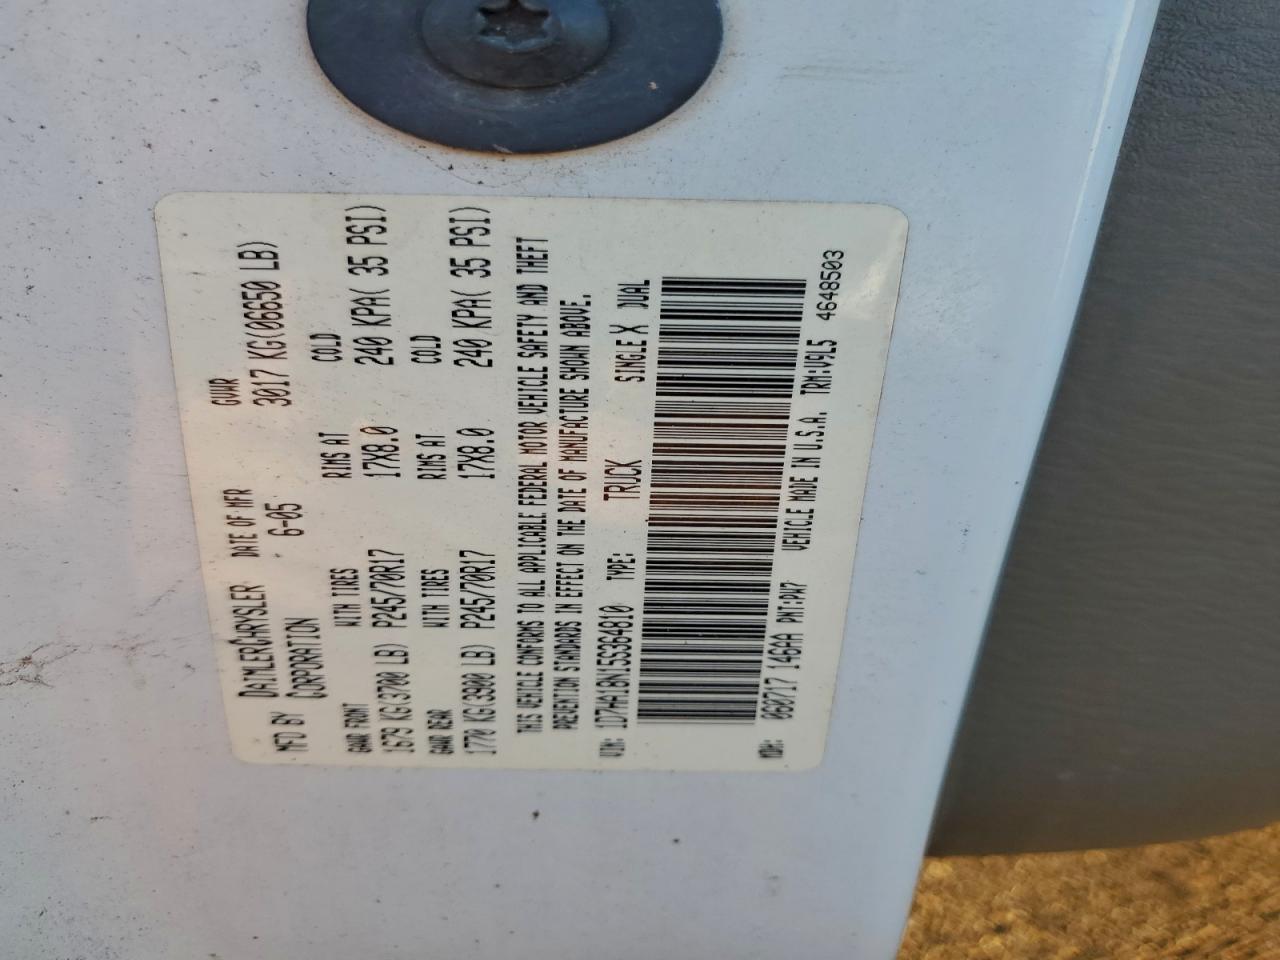 MFD BY DAIMLERCHRYSLER CORPORATION DATE OF MFR 6-05 GVWR 3017 KG(06650 LB)
GAWR FRONT WITH TIRES RIMS AT COLD
1679 KG(3700 LB) P245/70R17 17X8.0 240 KPA( 35 PSI)
GAWR REAR WITH TIRES RIMS AT COLD
1770 KG(3900 LB) P245/70R17 17X8.0 240 KPA( 35 PSI)
THIS VEHICLE CONFORMS TO ALL APPLICABLE FEDERAL MOTOR VEHICLE SAFETY AND THEFT
PREVENTION STANDARDS IN EFFECT ON THE DATE OF MANUFACTURE SHOWN ABOVE.
VIN: 1D7HA18N15S364810 TYPE: TRUCK SINGLE X DUAL
MDH: 060717 146AA PNT:PW7 VEHICLE MADE IN U.S.A. TRM:V9L5 4648503